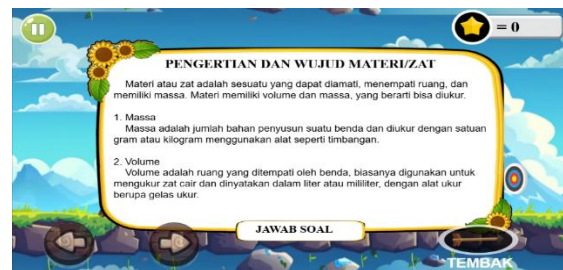 = 0
PENGERTIAN DAN WUJUD MATERI/ZAT
Materi atau zat adalah sesuatu yang dapat diamati, menempati ruang, dan
memiliki massa. Materi memiliki volume dan massa, yang berarti bisa diukur.
1. Massa
Massa adalah jumlah bahan penyusun suatu benda dan diukur dengan satuan
gram atau kilogram menggunakan alat seperti timbangan.
2. Volume
Volume adalah ruang yang ditempati oleh benda, biasanya digunakan untuk
mengukur zat cair dan dinyatakan dalam liter atau mililiter, dengan alat ukur
berupa gelas ukur.
JAWAB SOAL
TEMBAK